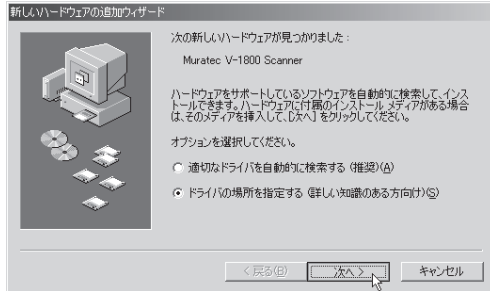 新しいハードウェアの追加ウィザード
次の新しいハードウェアが見つかりました :
Muratec V-1800 Scanner
ハードウェアをサポートしているソフトウェアを自動的に検索して、インス
トールできます。ハードウェアに付属のインストール メディアがある場合
は、そのメディアを挿入して、[次へ] をクリックしてください。
オプションを選択してください。
適切なドライバを自動的に検索する (推奨)(A)
ドライバの場所を指定する (詳しい知識のある方向け)(S)
< 戻る(B)
次へ >
キャンセル